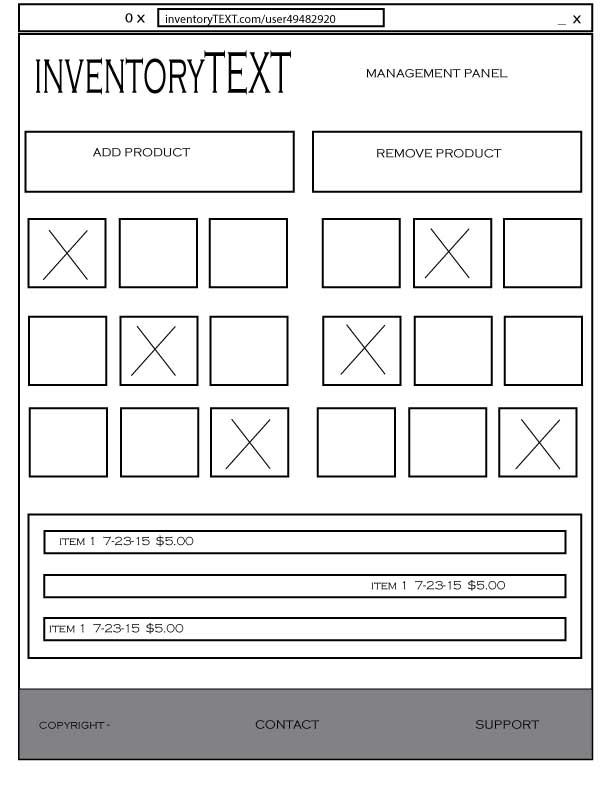 0 x inventoryTEXT.com/user49482920 _ x
INVENTORYTEXT
MANAGEMENT PANEL
ADD PRODUCT
REMOVE PRODUCT
ITEM 1 7-23-15 $5.00
ITEM 1 7-23-15 $5.00
ITEM 1 7-23-15 $5.00
COPYRIGHT -
CONTACT
SUPPORT